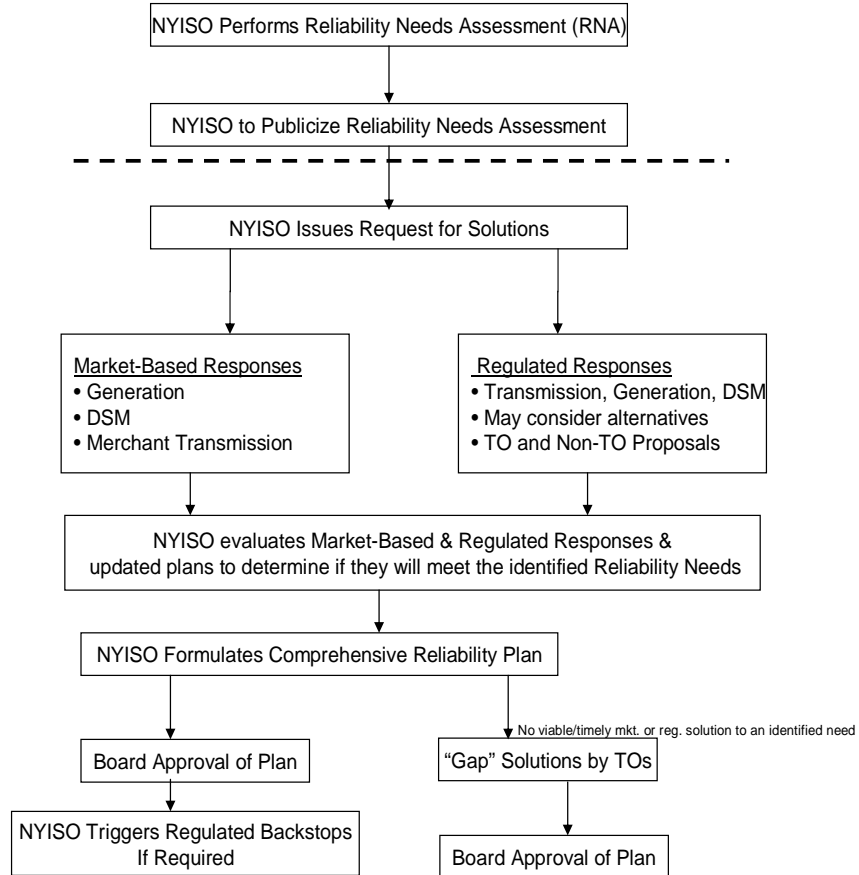 NYISO Performs Reliability Needs Assessment (RNA)
NYISO to Publicize Reliability Needs Assessment
NYISO Issues Request for Solutions
Market-Based Responses
• Generation
• DSM
• Merchant Transmission
Regulated Responses
• Transmission, Generation, DSM
• May consider alternatives
• TO and Non-TO Proposals
NYISO evaluates Market-Based & Regulated Responses &
updated plans to determine if they will meet the identified Reliability Needs
NYISO Formulates Comprehensive Reliability Plan
No viable/timely mkt. or reg. solution to an identified need
Board Approval of Plan
“Gap” Solutions by TOs
NYISO Triggers Regulated Backstops
If Required
Board Approval of Plan